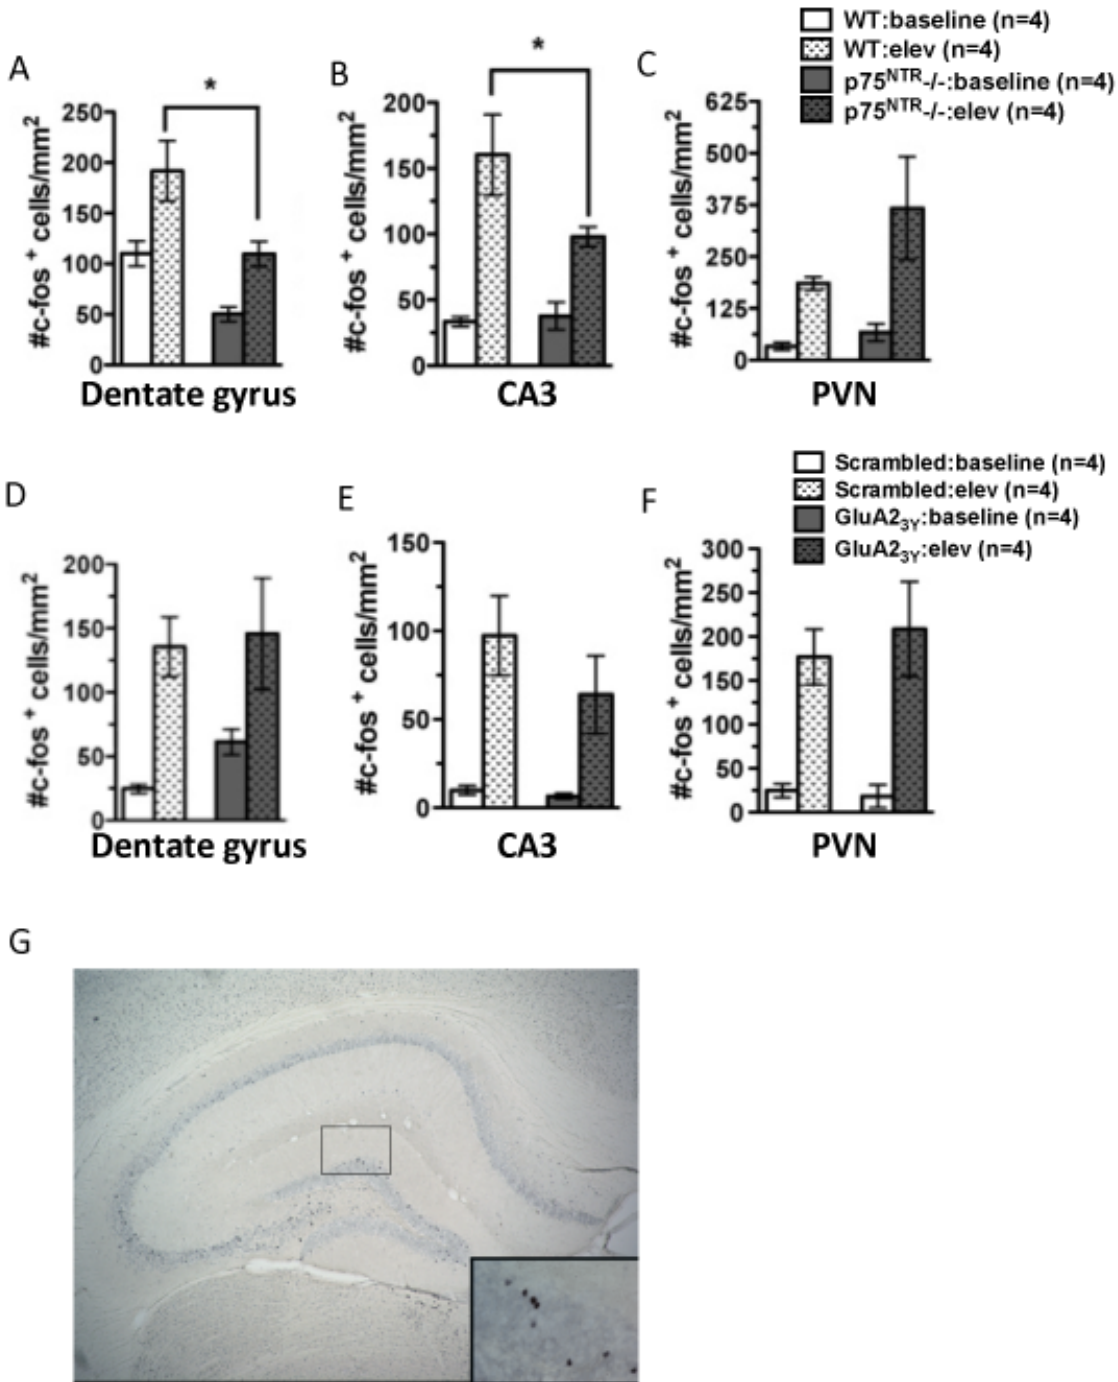 WT:baseline (n=4)
WT:elev (n=4)
p75NTR-/-:baseline (n=4)
p75NTR-/-:elev (n=4)
A
*
250
200
150
100
50
0
#c-fos + cells/mm2
Dentate gyrus
B
*
200
150
100
50
0
#c-fos + cells/mm2
CA3
C
625
500
375
250
125
0
#c-fos + cells/mm2
PVN
Scrambled:baseline (n=4)
Scrambled:elev (n=4)
GluA23Y:baseline (n=4)
GluA23Y:elev (n=4)
D
200
150
100
50
0
#c-fos + cells/mm2
Dentate gyrus
E
150
100
50
0
#c-fos + cells/mm2
CA3
F
300
250
200
150
100
50
0
#c-fos + cells/mm2
PVN
G